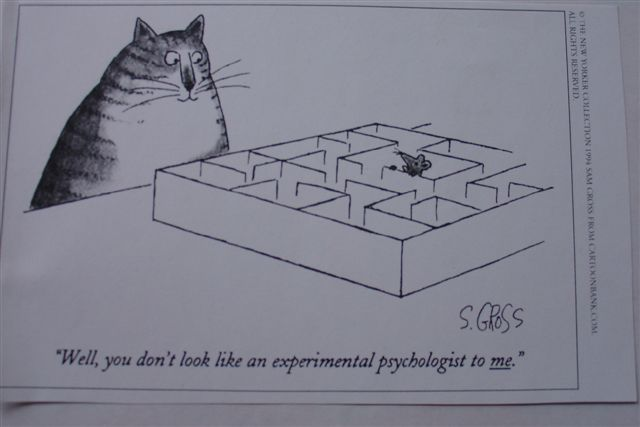 © THE NEW YORKER COLLECTION 1994 SAM GROSS FROM CARTOONBANK.COM.
ALL RIGHTS RESERVED.
S. GROSS
"Well, you don't look like an experimental psychologist to me."